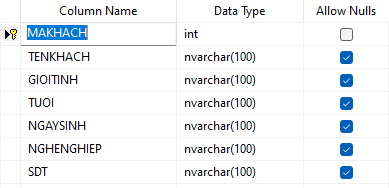 Column Name Data Type Allow Nulls
MAKHACH int
TENKHACH nvarchar(100)
GIOITINH nvarchar(100)
TUOI nvarchar(100)
NGAYSINH nvarchar(100)
NGHENGHIEP nvarchar(100)
SDT nvarchar(100)